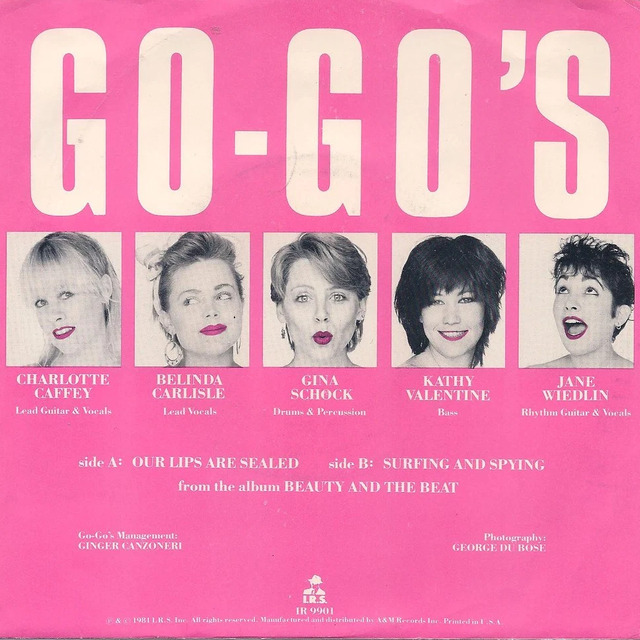 GO-GO'S
CHARLOTTE CAFFEY
Lead Guitar & Vocals
BELINDA CARLISLE
Lead Vocals
GINA SCHOCK
Drums & Percussion
KATHY VALENTINE
Bass
JANE WIEDLIN
Rhythm Guitar & Vocals
side A: OUR LIPS ARE SEALED side B: SURFING AND SPYING
from the album BEAUTY AND THE BEAT
Go-Go's Management:
GINGER CANZONERI
Photography:
GEORGE DU BOSE
I.R.S.
IR 9901
℗ & © 1981 I.R.S. Inc. All rights reserved. Manufactured and distributed by A&M Records Inc. Printed in U.S.A.